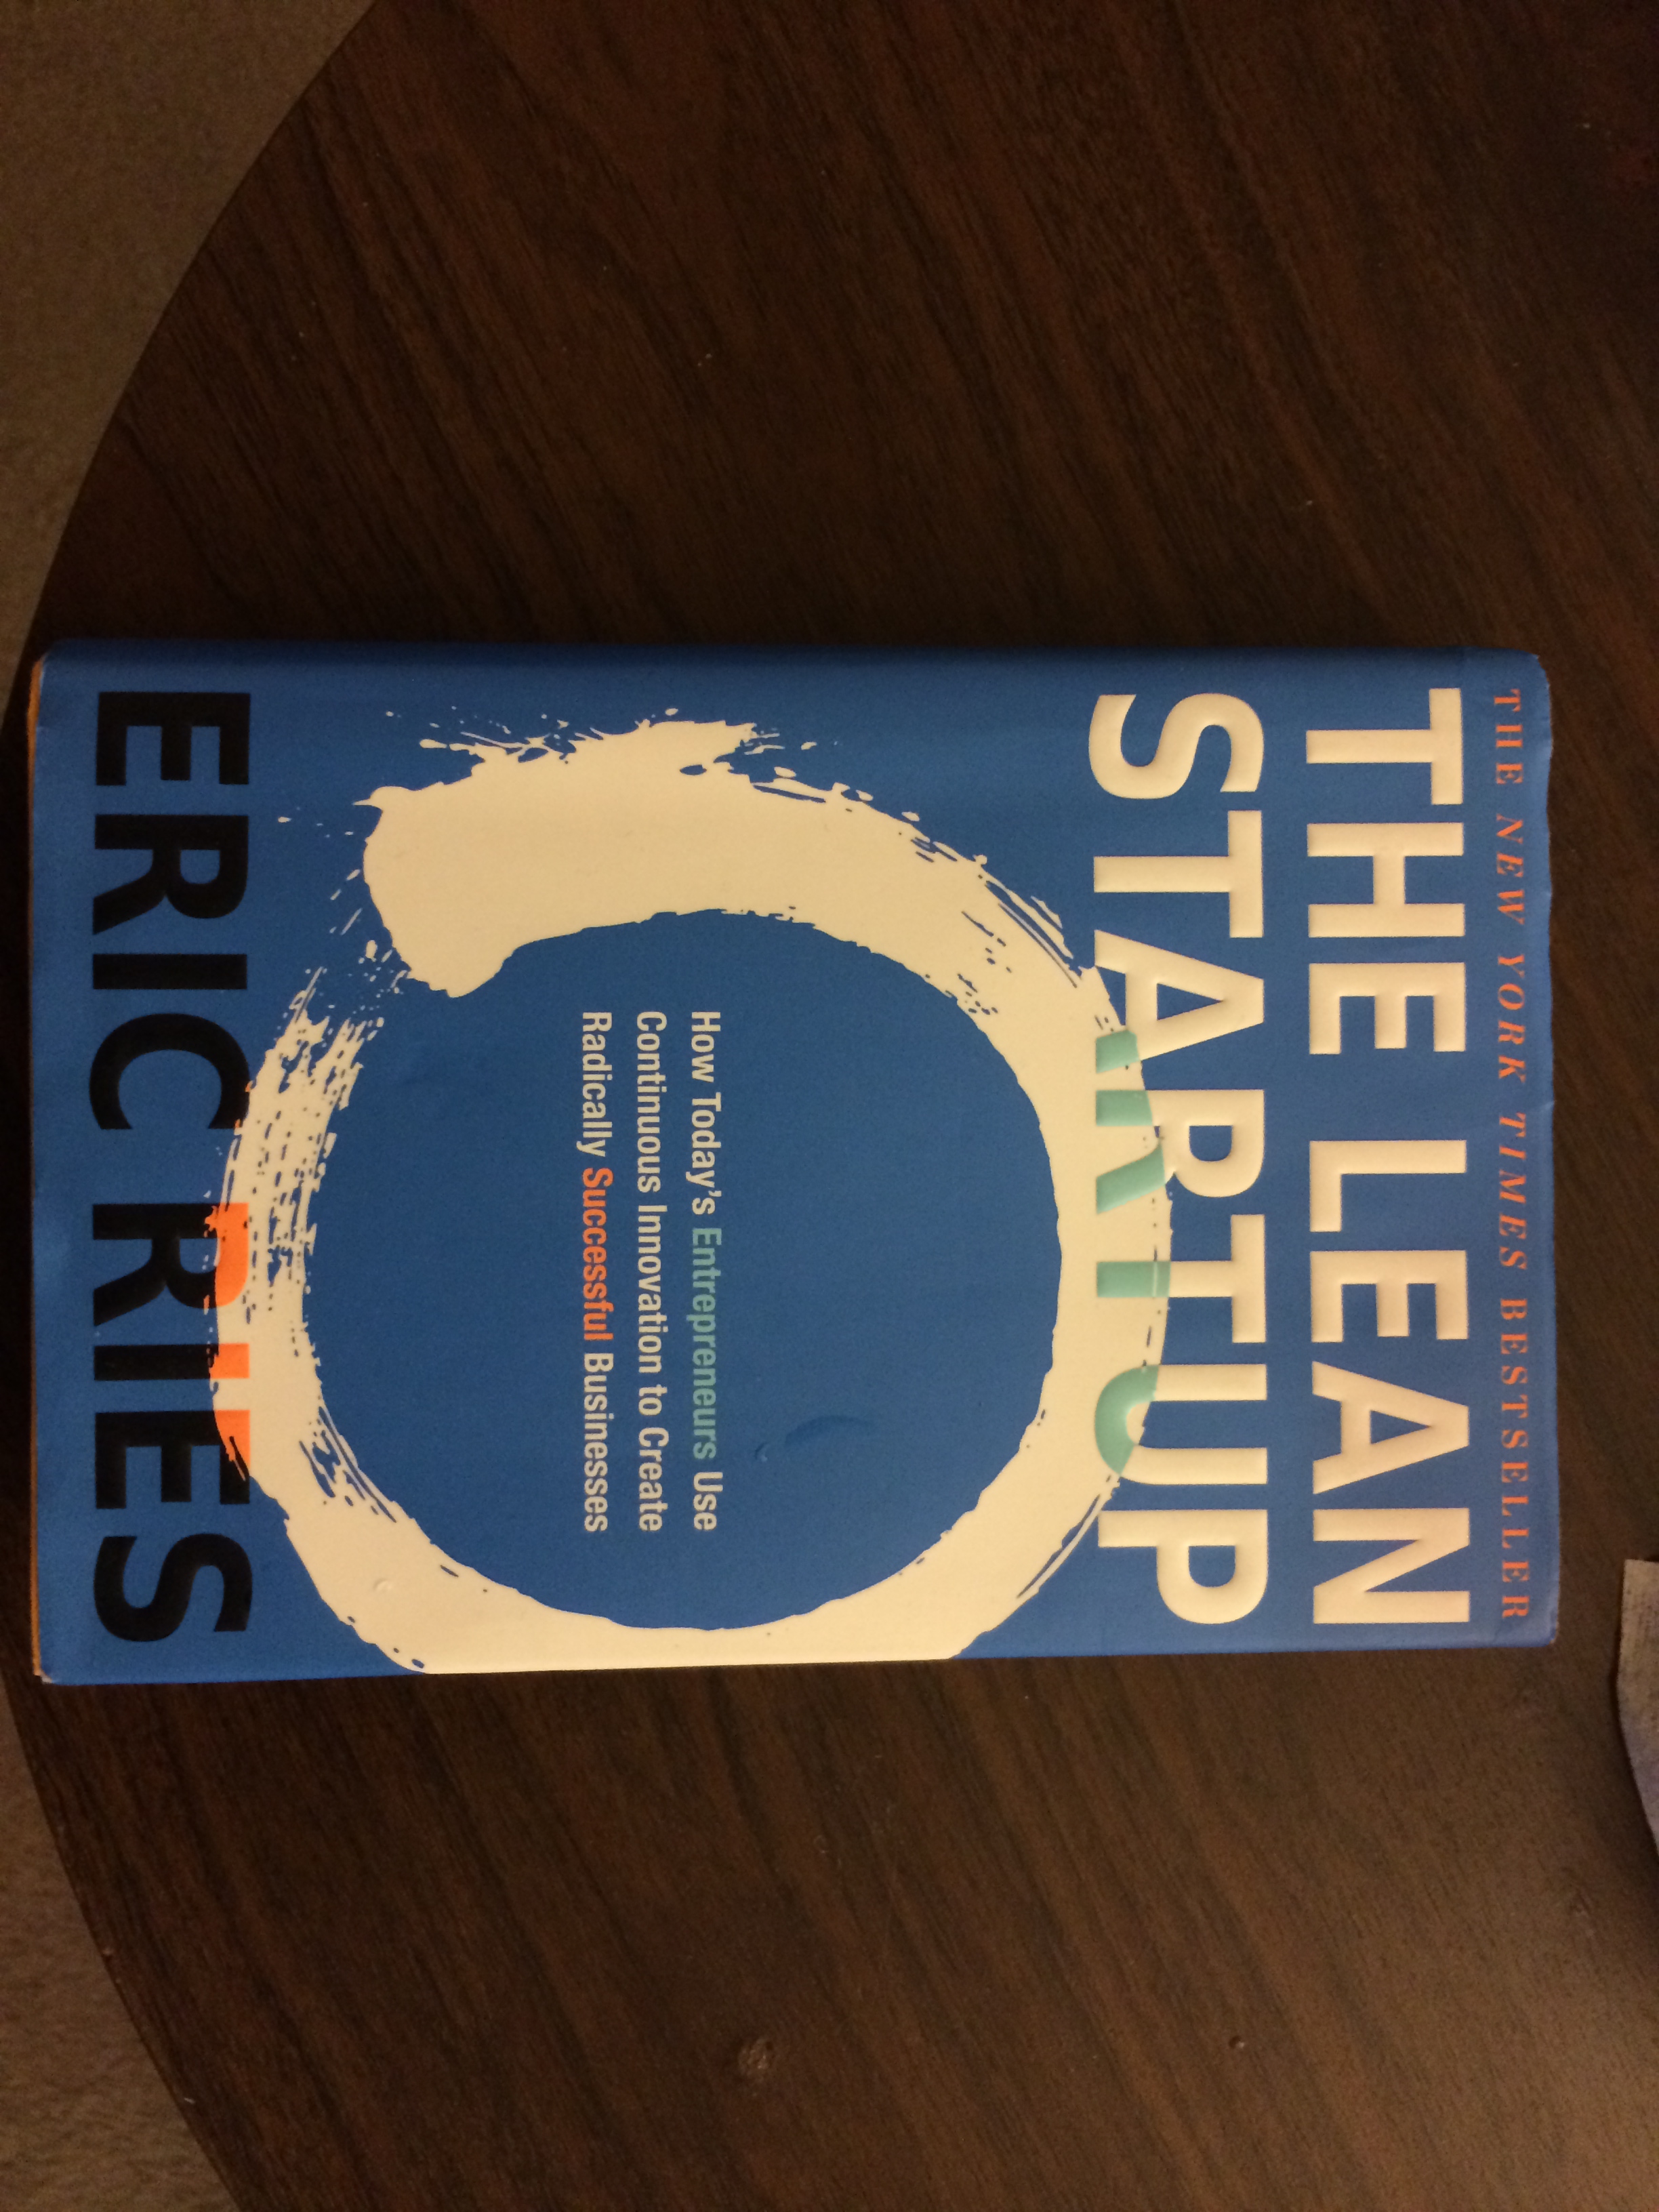 THE NEW YORK TIMES BESTSELLER
THE LEAN
STARTUP
How Today's Entrepreneurs Use
Continuous Innovation to Create
Radically Successful Businesses
ERIC RIES